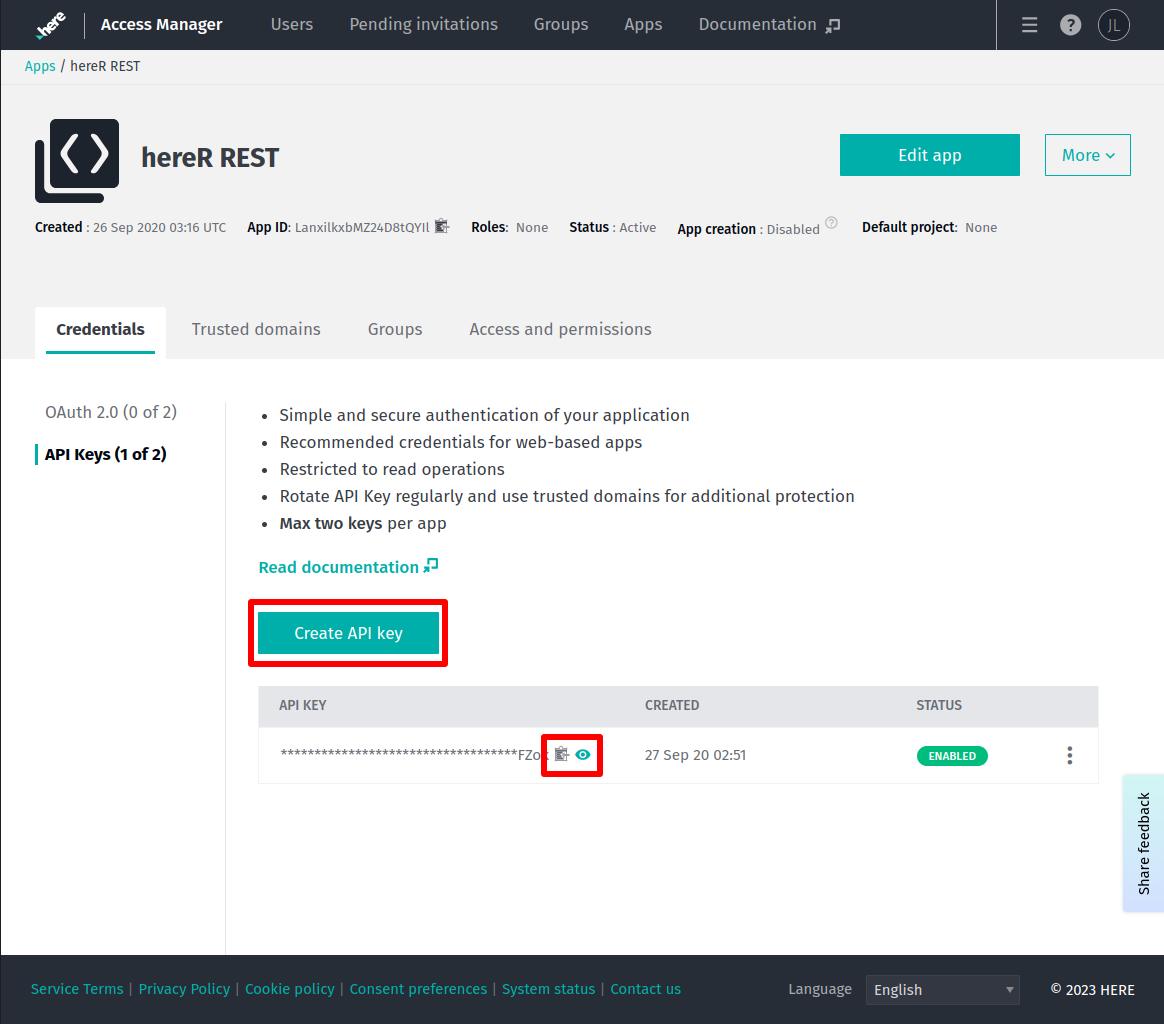 here Access Manager Users Pending invitations Groups Apps Documentation ? JL
Apps / hereR REST
hereR REST
Edit app
More
Created : 26 Sep 2020 03:16 UTC App ID: LanxilkxbMZ24D8tQYIl Roles: None Status : Active App creation : Disabled ? Default project: None
Credentials Trusted domains Groups Access and permissions
OAuth 2.0 (0 of 2)
API Keys (1 of 2)
• Simple and secure authentication of your application
• Recommended credentials for web-based apps
• Restricted to read operations
• Rotate API Key regularly and use trusted domains for additional protection
• Max two keys per app
Read documentation
Create API key
API KEY CREATED STATUS
***********************************FZo 27 Sep 20 02:51 ENABLED
Share feedback
Service Terms | Privacy Policy | Cookie policy | Consent preferences | System status | Contact us Language English © 2023 HERE